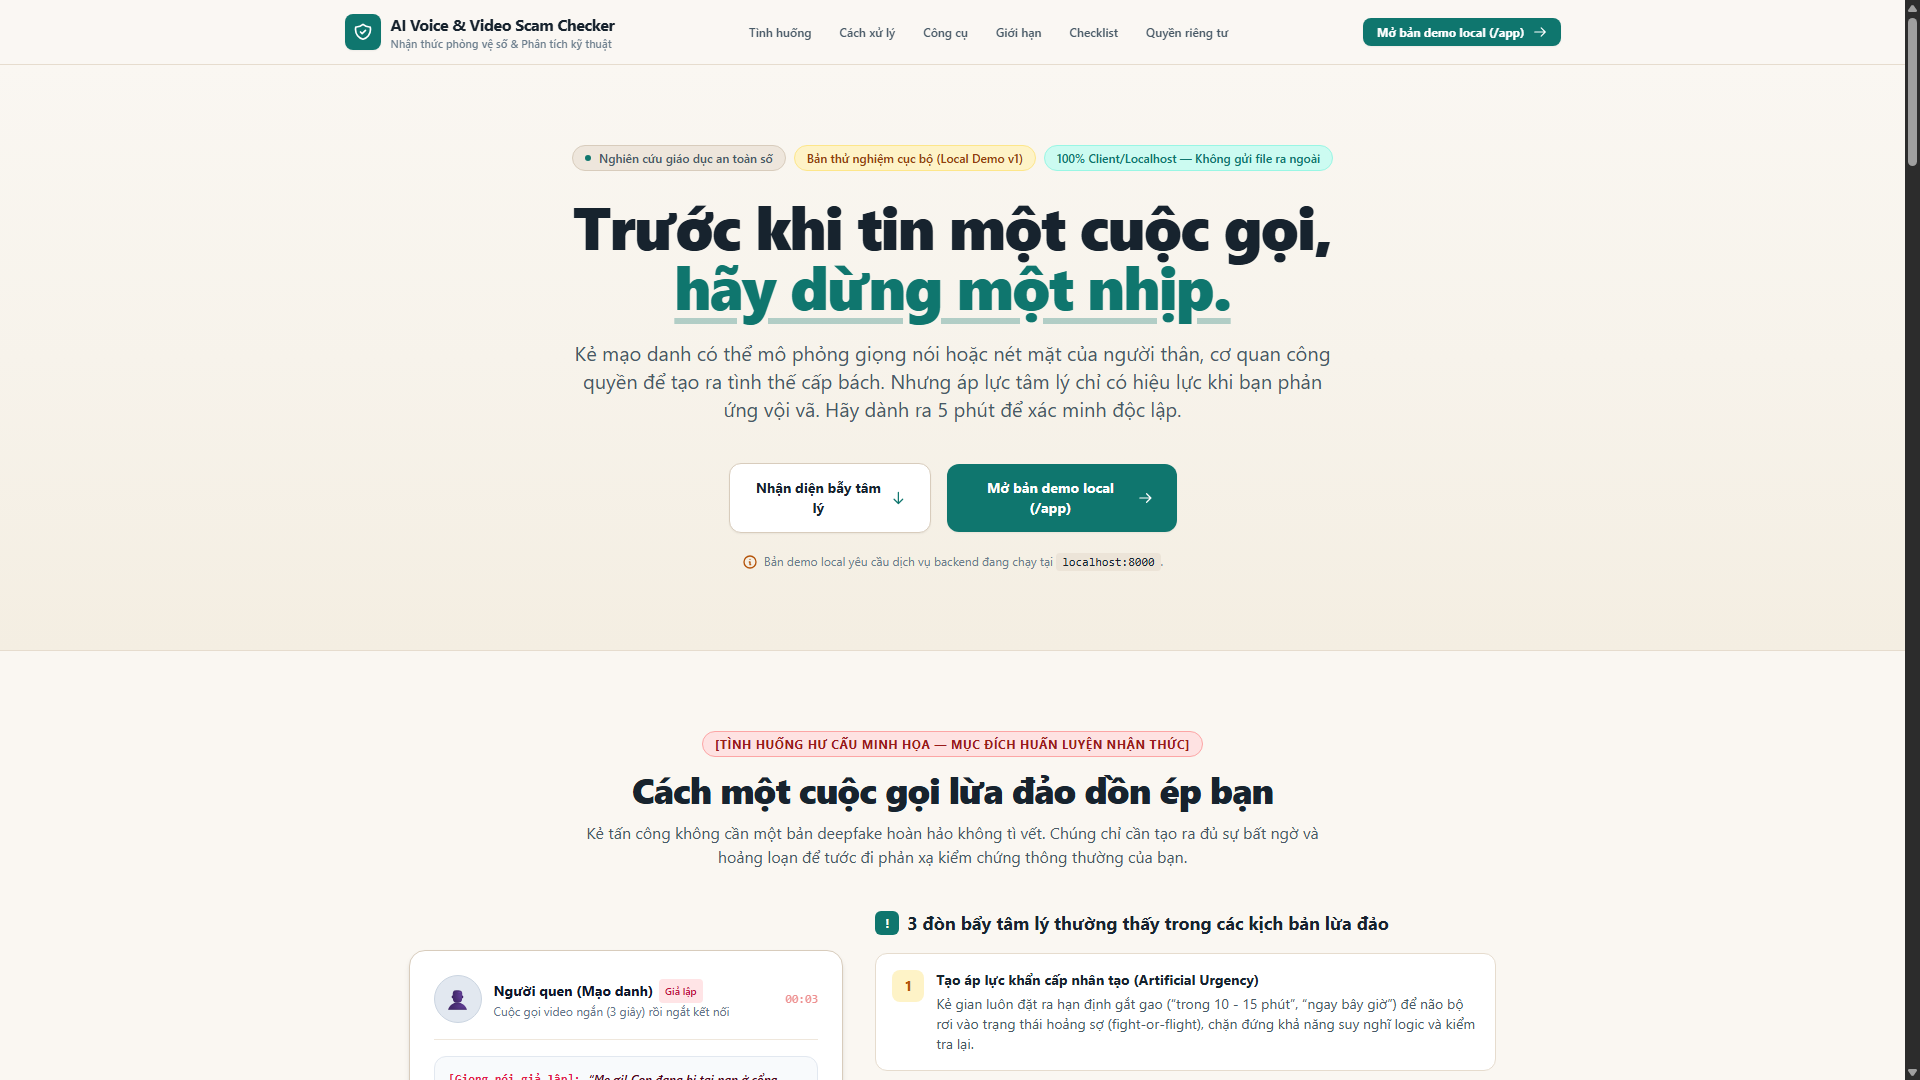 AI Voice & Video Scam Checker
Nhận thức phòng vệ số & Phân tích kỹ thuật
Tình huống
Cách xử lý
Công cụ
Giới hạn
Checklist
Quyền riêng tư
Mở bản demo local (/app) →
Nghiên cứu giáo dục an toàn số
Bản thử nghiệm cục bộ (Local Demo v1)
100% Client/Localhost — Không gửi file ra ngoài
Trước khi tin một cuộc gọi,
hãy dừng một nhịp.
Kẻ mạo danh có thể mô phỏng giọng nói hoặc nét mặt của người thân, cơ quan công
quyền để tạo ra tình thế cấp bách. Nhưng áp lực tâm lý chỉ có hiệu lực khi bạn phản
ứng vội vã. Hãy dành ra 5 phút để xác minh độc lập.
Nhận diện bẫy tâm
lý ↓
Mở bản demo local
(/app) →
Bản demo local yêu cầu dịch vụ backend đang chạy tại localhost:8000 .
[TÌNH HUỐNG HƯ CẤU MINH HỌA — MỤC ĐÍCH HUẤN LUYỆN NHẬN THỨC]
Cách một cuộc gọi lừa đảo dồn ép bạn
Kẻ tấn công không cần một bản deepfake hoàn hảo không tì vết. Chúng chỉ cần tạo ra đủ sự bất ngờ và
hoảng loạn để tước đi phản xạ kiểm chứng thông thường của bạn.
Người quen (Mạo danh) Giả lập
Cuộc gọi video ngắn (3 giây) rồi ngắt kết nối
00:03
[Giọng nói giả lập]: “Mẹ ơi! Con đang bị tai nạn ở cổng
! 3 đòn bẩy tâm lý thường thấy trong các kịch bản lừa đảo
1
Tạo áp lực khẩn cấp nhân tạo (Artificial Urgency)
Kẻ gian luôn đặt ra hạn định gắt gao (“trong 10 - 15 phút”, “ngay bây giờ”) để não bộ
rơi vào trạng thái hoảng sợ (fight-or-flight), chặn đứng khả năng suy nghĩ logic và kiểm
tra lại.